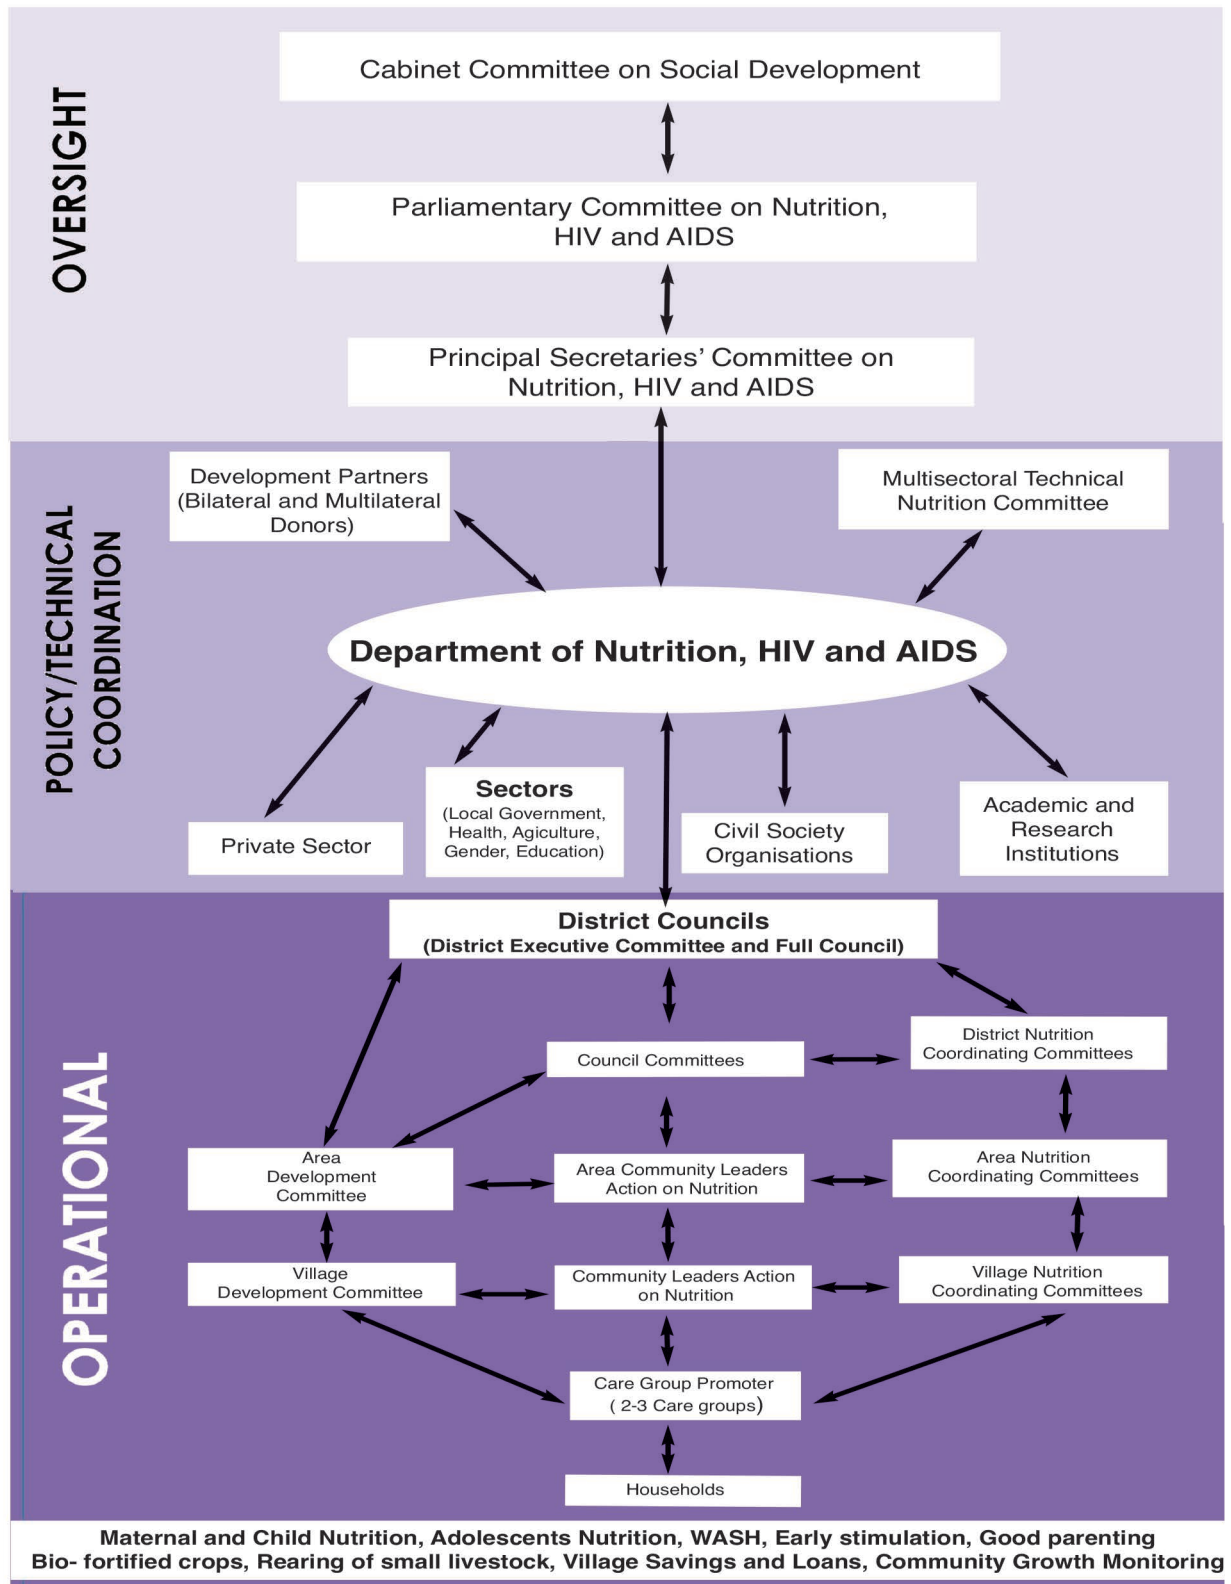 OVERSIGHT
Cabinet Committee on Social Development
Parliamentary Committee on Nutrition,
HIV and AIDS
Principal Secretaries’ Committee on
Nutrition, HIV and AIDS
POLICY/TECHNICAL
COORDINATION
Development Partners
(Bilateral and Multilateral
Donors)
Multisectoral Technical
Nutrition Committee
Department of Nutrition, HIV and AIDS
Private Sector
Sectors
(Local Government,
Health, Agiculture,
Gender, Education)
Civil Society
Organisations
Academic and
Research
Institutions
OPERATIONAL
District Councils
(District Executive Committee and Full Council)
Council Committees
District Nutrition
Coordinating Committees
Area
Development
Committee
Area Community Leaders
Action on Nutrition
Area Nutrition
Coordinating Committees
Village
Development Committee
Community Leaders Action
on Nutrition
Village Nutrition
Coordinating Committees
Care Group Promoter
( 2-3 Care groups)
Households
Maternal and Child Nutrition, Adolescents Nutrition, WASH, Early stimulation, Good parenting
Bio- fortified crops, Rearing of small livestock, Village Savings and Loans, Community Growth Monitoring